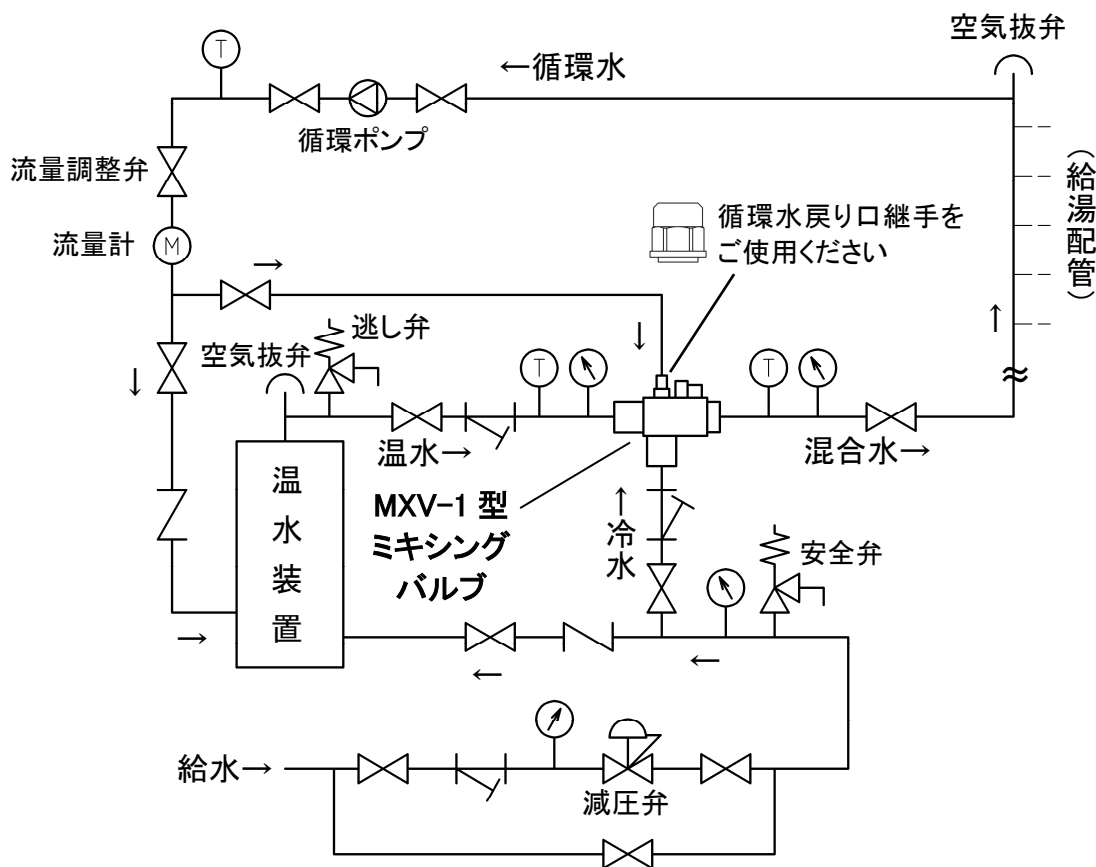 空気抜弁
T
←循環水
循環ポンプ
流量調整弁
流量計
M
循環水戻り口継手を
ご使用ください
(給湯配管)
→
↓
↑
逃し弁
空気抜弁
↓
T
T
温水→
混合水→
温水装置
MXV-1 型
ミキシング
バルブ
↑冷水
安全弁
→
←
←
給水→
減圧弁